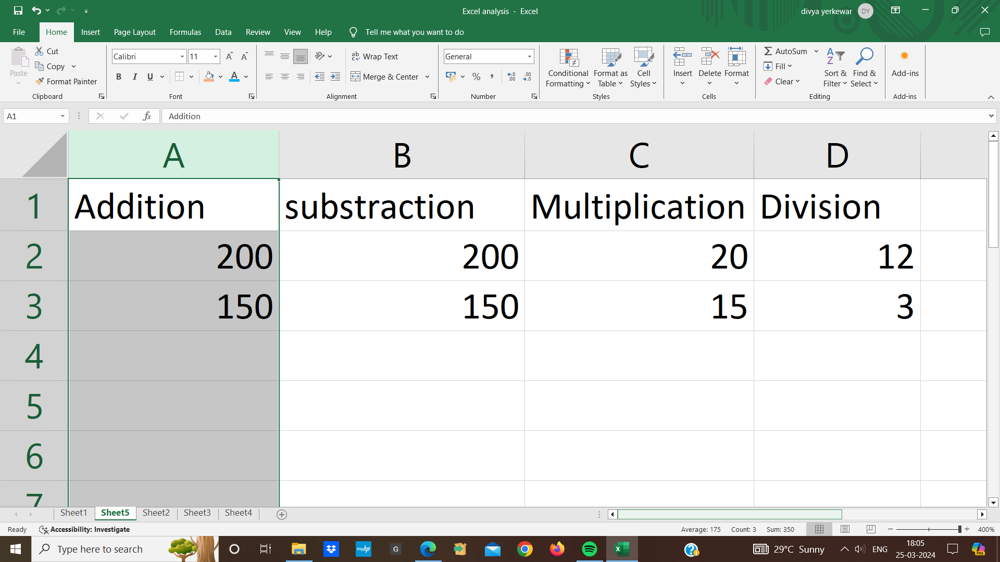 Excel analysis - Excel
divya yerkewar DY
File Home Insert Page Layout Formulas Data Review View Help Tell me what you want to do
Paste
Cut
Copy
Format Painter
Clipboard
Calibri 11
B I U A
Font
Wrap Text
Merge & Center
Alignment
General
% ,
Number
Conditional Formatting
Format as Table
Cell Styles
Styles
Insert Delete Format
Cells
AutoSum
Fill
Clear
Sort & Filter
Find & Select
Editing
Add-ins
Add-ins
A1 fx Addition
A B C D
1 Addition substraction Multiplication Division
2 200 200 20 12
3 150 150 15 3
4
5
6
7
Sheet1 Sheet5 Sheet2 Sheet3 Sheet4
Ready Accessibility: Investigate Average: 175 Count: 3 Sum: 350 400%
Type here to search myhp G 29°C Sunny ENG 18:05
25-03-2024 PRE